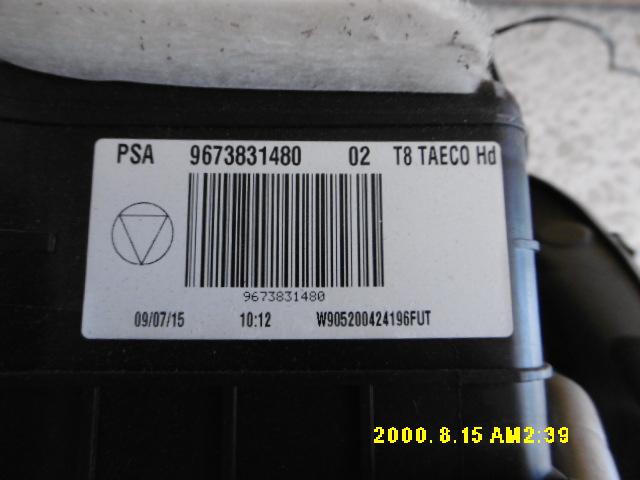 PSA 9673831480 02 T8 TAECO Hd
9673831480
09/07/15 10:12 W905200424196FUT
2000. 8.15 AM2:39